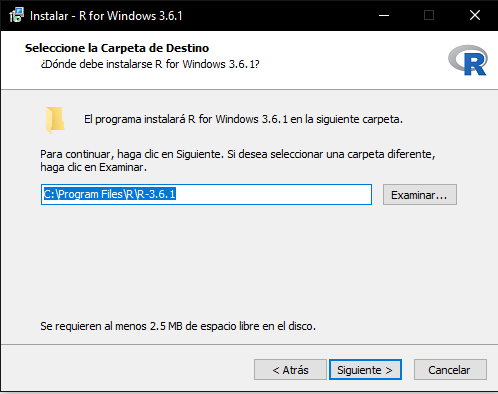 Instalar - R for Windows 3.6.1
Seleccione la Carpeta de Destino
¿Dónde debe instalarse R for Windows 3.6.1?
R
El programa instalará R for Windows 3.6.1 en la siguiente carpeta.
Para continuar, haga clic en Siguiente. Si desea seleccionar una carpeta diferente,
haga clic en Examinar.
C:\Program Files\R\R-3.6.1
Examinar...
Se requieren al menos 2.5 MB de espacio libre en el disco.
< Atrás
Siguiente >
Cancelar